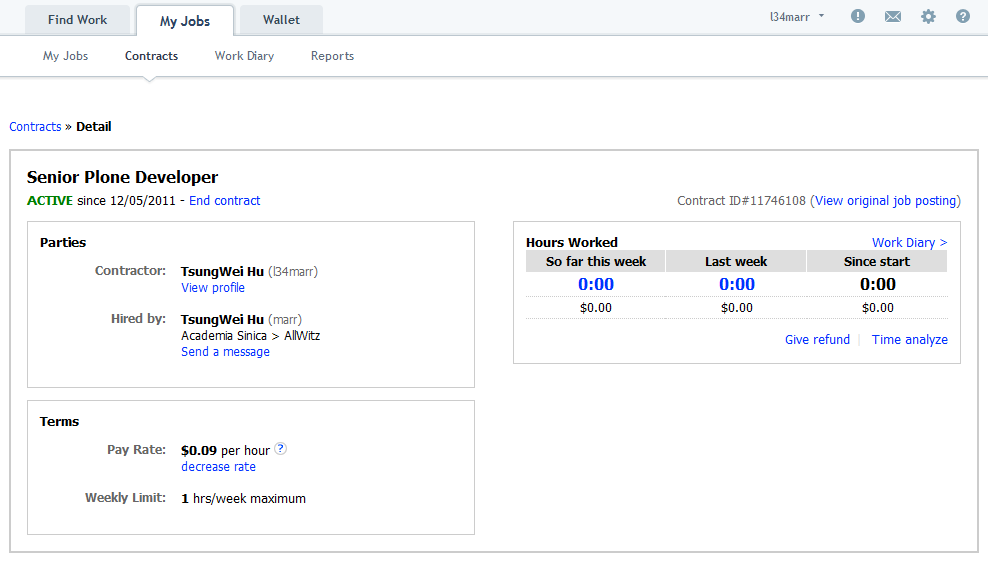 Find Work My Jobs Wallet l34marr
My Jobs Contracts Work Diary Reports
Contracts » Detail
Senior Plone Developer
ACTIVE since 12/05/2011 - End contract
Contract ID#11746108 (View original job posting)
Parties
Contractor: TsungWei Hu (l34marr)
View profile
Hired by: TsungWei Hu (marr)
Academia Sinica > AllWitz
Send a message
Hours Worked Work Diary >
So far this week Last week Since start
0:00 0:00 0:00
$0.00 $0.00 $0.00
Give refund Time analyze
Terms
Pay Rate: $0.09 per hour ?
decrease rate
Weekly Limit: 1 hrs/week maximum